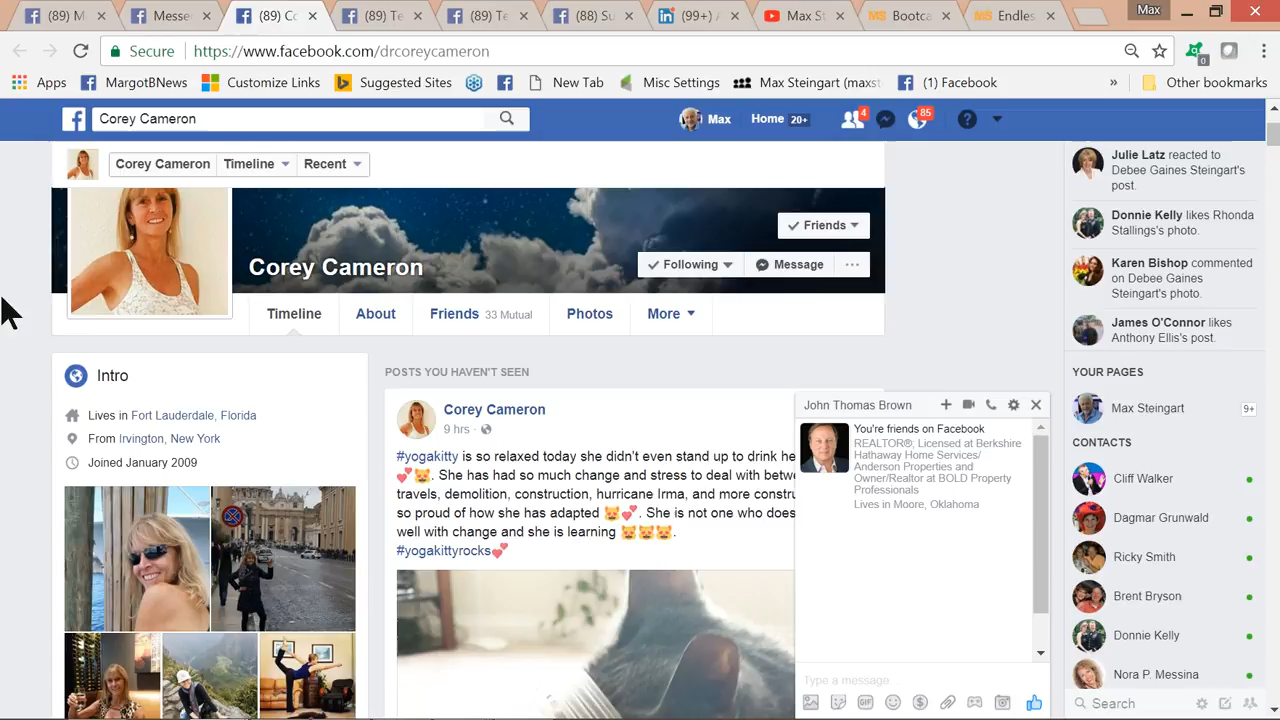 (89) M
Messen
(89) C
(89) Te
(89) Te
(88) Su
(99+)
Max St
Bootca
Endles
Max
Secure
https://www.facebook.com/drcoreycameron
0
Apps
MargotBNews
Customize Links
Suggested Sites
New Tab
Misc Settings
Max Steingart (maxst
(1) Facebook
»
Other bookmarks
Corey Cameron
Max
Home 20+
4
85
Corey Cameron
Timeline
Recent
Corey Cameron
Friends
Following
Message
...
Timeline
About
Friends 33 Mutual
Photos
More
Intro
Lives in Fort Lauderdale, Florida
From Irvington, New York
Joined January 2009
POSTS YOU HAVEN'T SEEN
Corey Cameron
9 hrs
#yogakitty is so relaxed today she didn't even stand up to drink he
. She has had so much change and stress to deal with betwe
travels, demolition, construction, hurricane Irma, and more constru
so proud of how she has adapted . She is not one who does
well with change and she is learning .
#yogakittyrocks
John Thomas Brown
You're friends on Facebook
REALTOR®, Licensed at Berkshire
Hathaway Home Services/
Anderson Properties and
Owner/Realtor at BOLD Property
Professionals
Lives in Moore, Oklahoma
Type a message...
GIF
Julie Latz reacted to
Debee Gaines Steingart's
post.
Donnie Kelly likes Rhonda
Stallings's photo.
Karen Bishop commented
on Debee Gaines
Steingart's photo.
James O'Connor likes
Anthony Ellis's post.
YOUR PAGES
Max Steingart
9+
CONTACTS
Cliff Walker
Dagmar Grunwald
Ricky Smith
Brent Bryson
Donnie Kelly
Nora P. Messina
Search